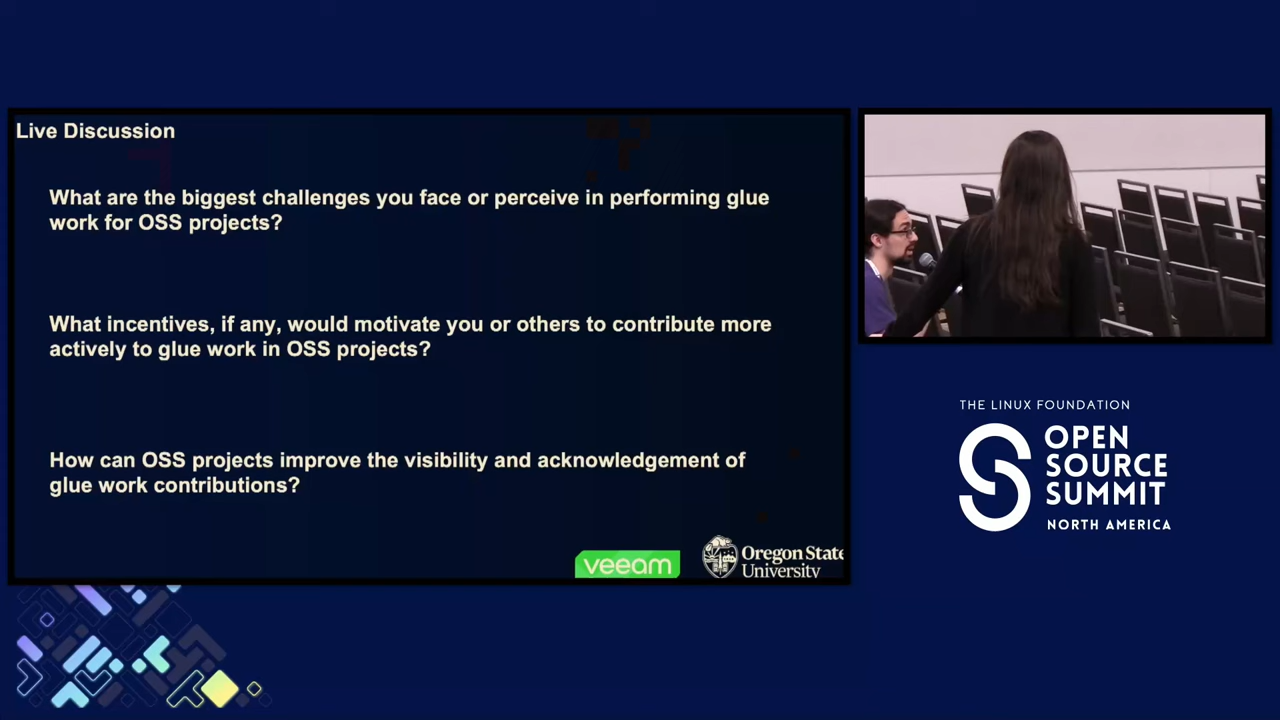 Live Discussion
What are the biggest challenges you face or perceive in performing glue
work for OSS projects?
What incentives, if any, would motivate you or others to contribute more
actively to glue work in OSS projects?
How can OSS projects improve the visibility and acknowledgement of
glue work contributions?
veeam
Oregon State
University
THE LINUX FOUNDATION
OPEN
SOURCE
SUMMIT
NORTH AMERICA